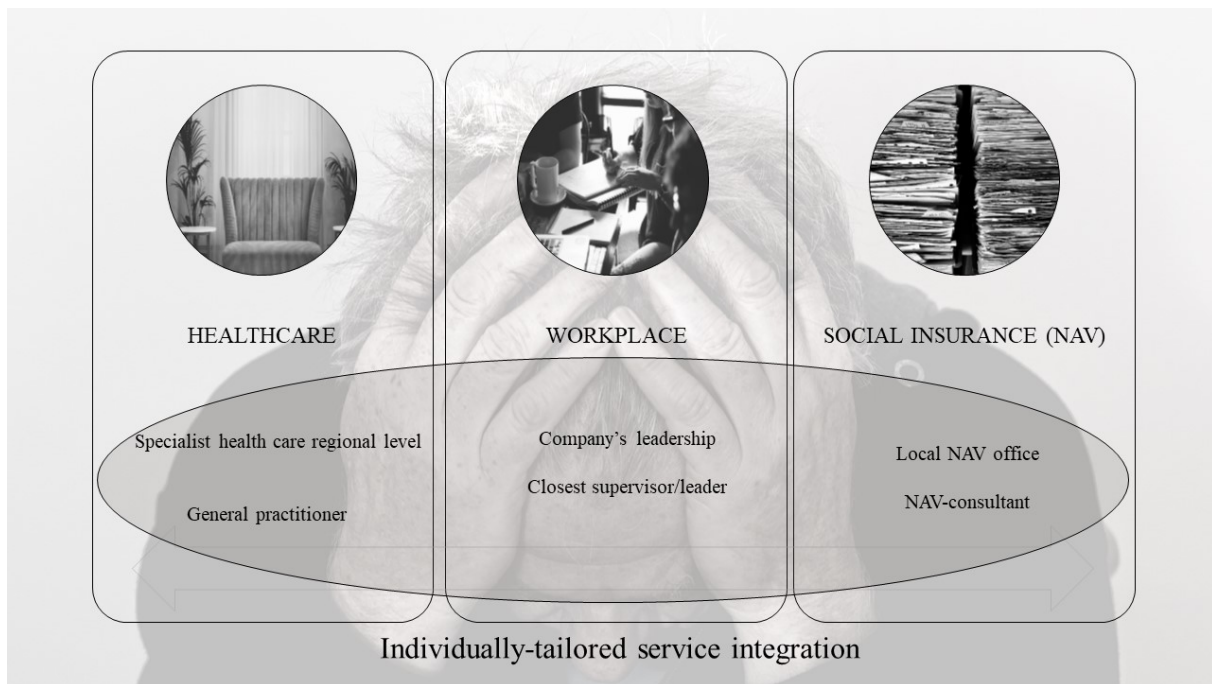 HEALTHCARE
WORKPLACE
SOCIAL INSURANCE (NAV)
Specialist health care regional level
General practitioner
Company’s leadership
Closest supervisor/leader
Local NAV office
NAV-consultant
Individually-tailored service integration